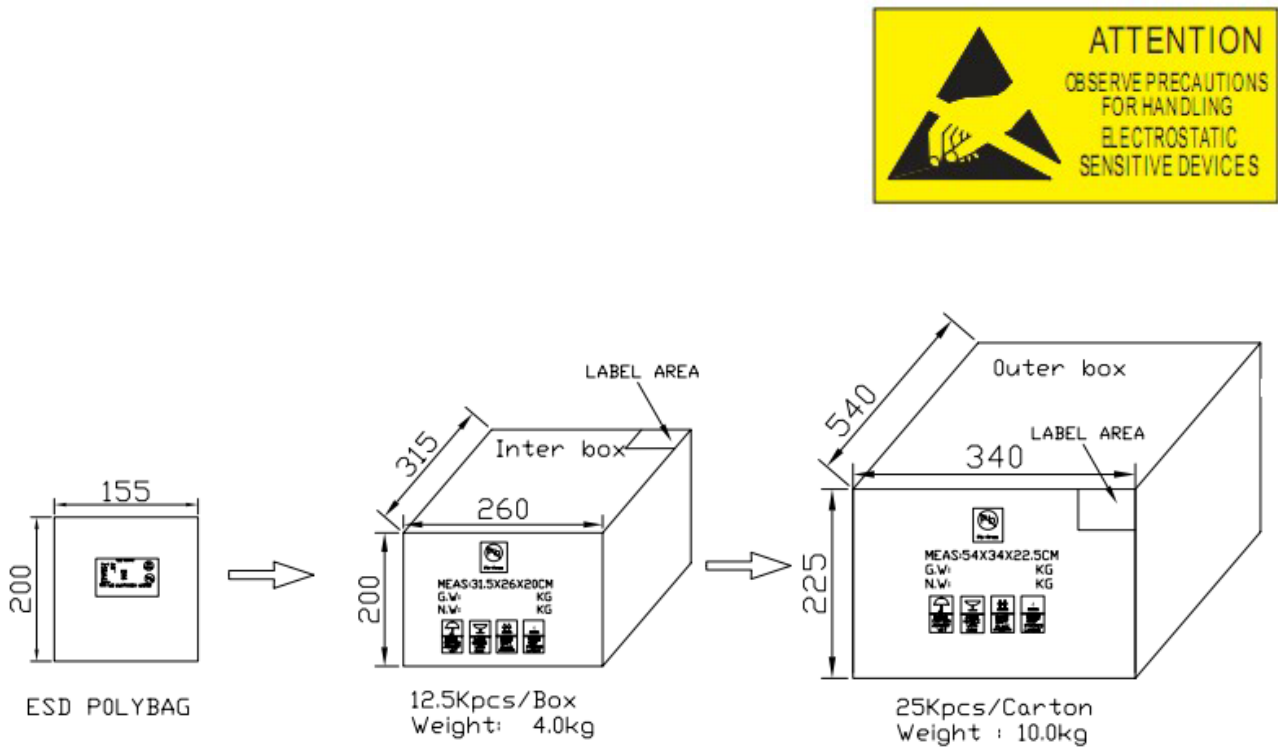 ATTENTION
OBSERVE PRECAUTIONS
FOR HANDLING
ELECTROSTATIC
SENSITIVE DEVICES
155
200
ESD POLYBAG
LABEL AREA
Inter box
315
260
200
MEAS:31.5X26X20CM
G.W: KG
N.W: KG
12.5Kpcs/Box
Weight: 4.0kg
Outer box
LABEL AREA
540
340
225
MEAS:54X34X22.5CM
G.W: KG
N.W: KG
25Kpcs/Carton
Weight : 10.0kg